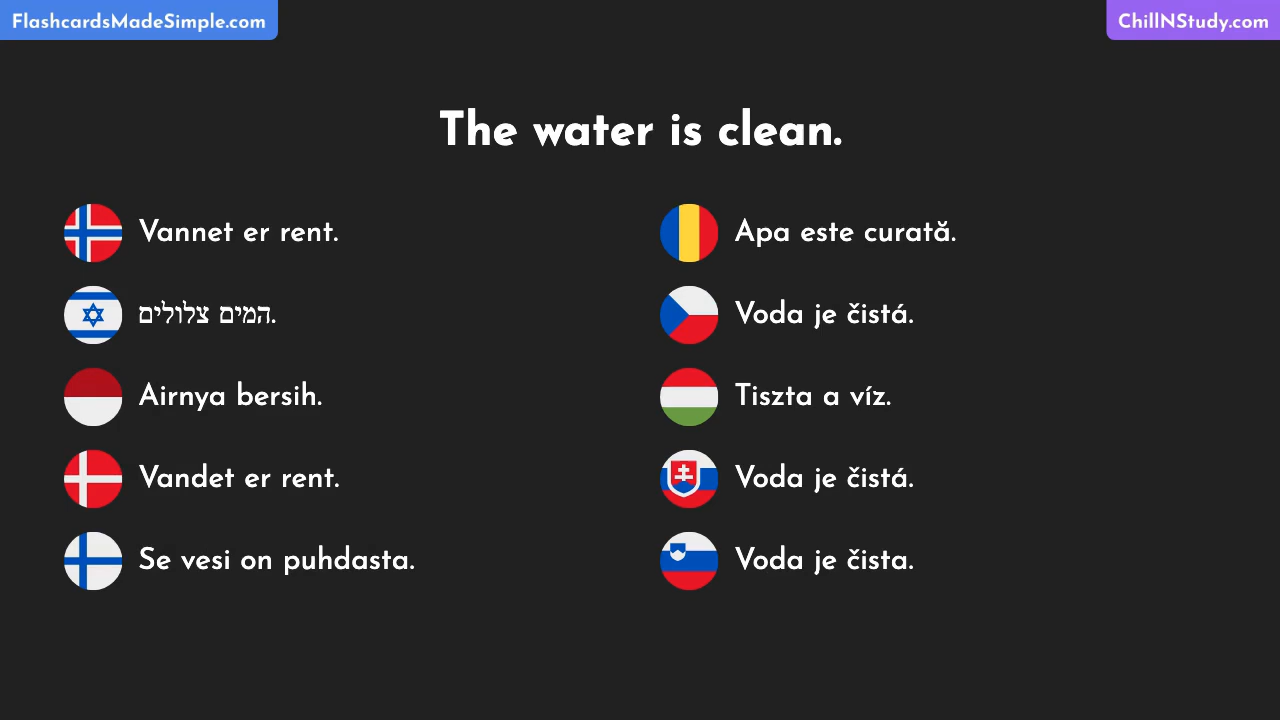 FlashcardsMadeSimple.com
ChillNStudy.com
The water is clean.
Vannet er rent.
המים צלולים.
Airnya bersih.
Vandet er rent.
Se vesi on puhdasta.
Apa este curată.
Voda je čistá.
Tiszta a víz.
Voda je čistá.
Voda je čista.